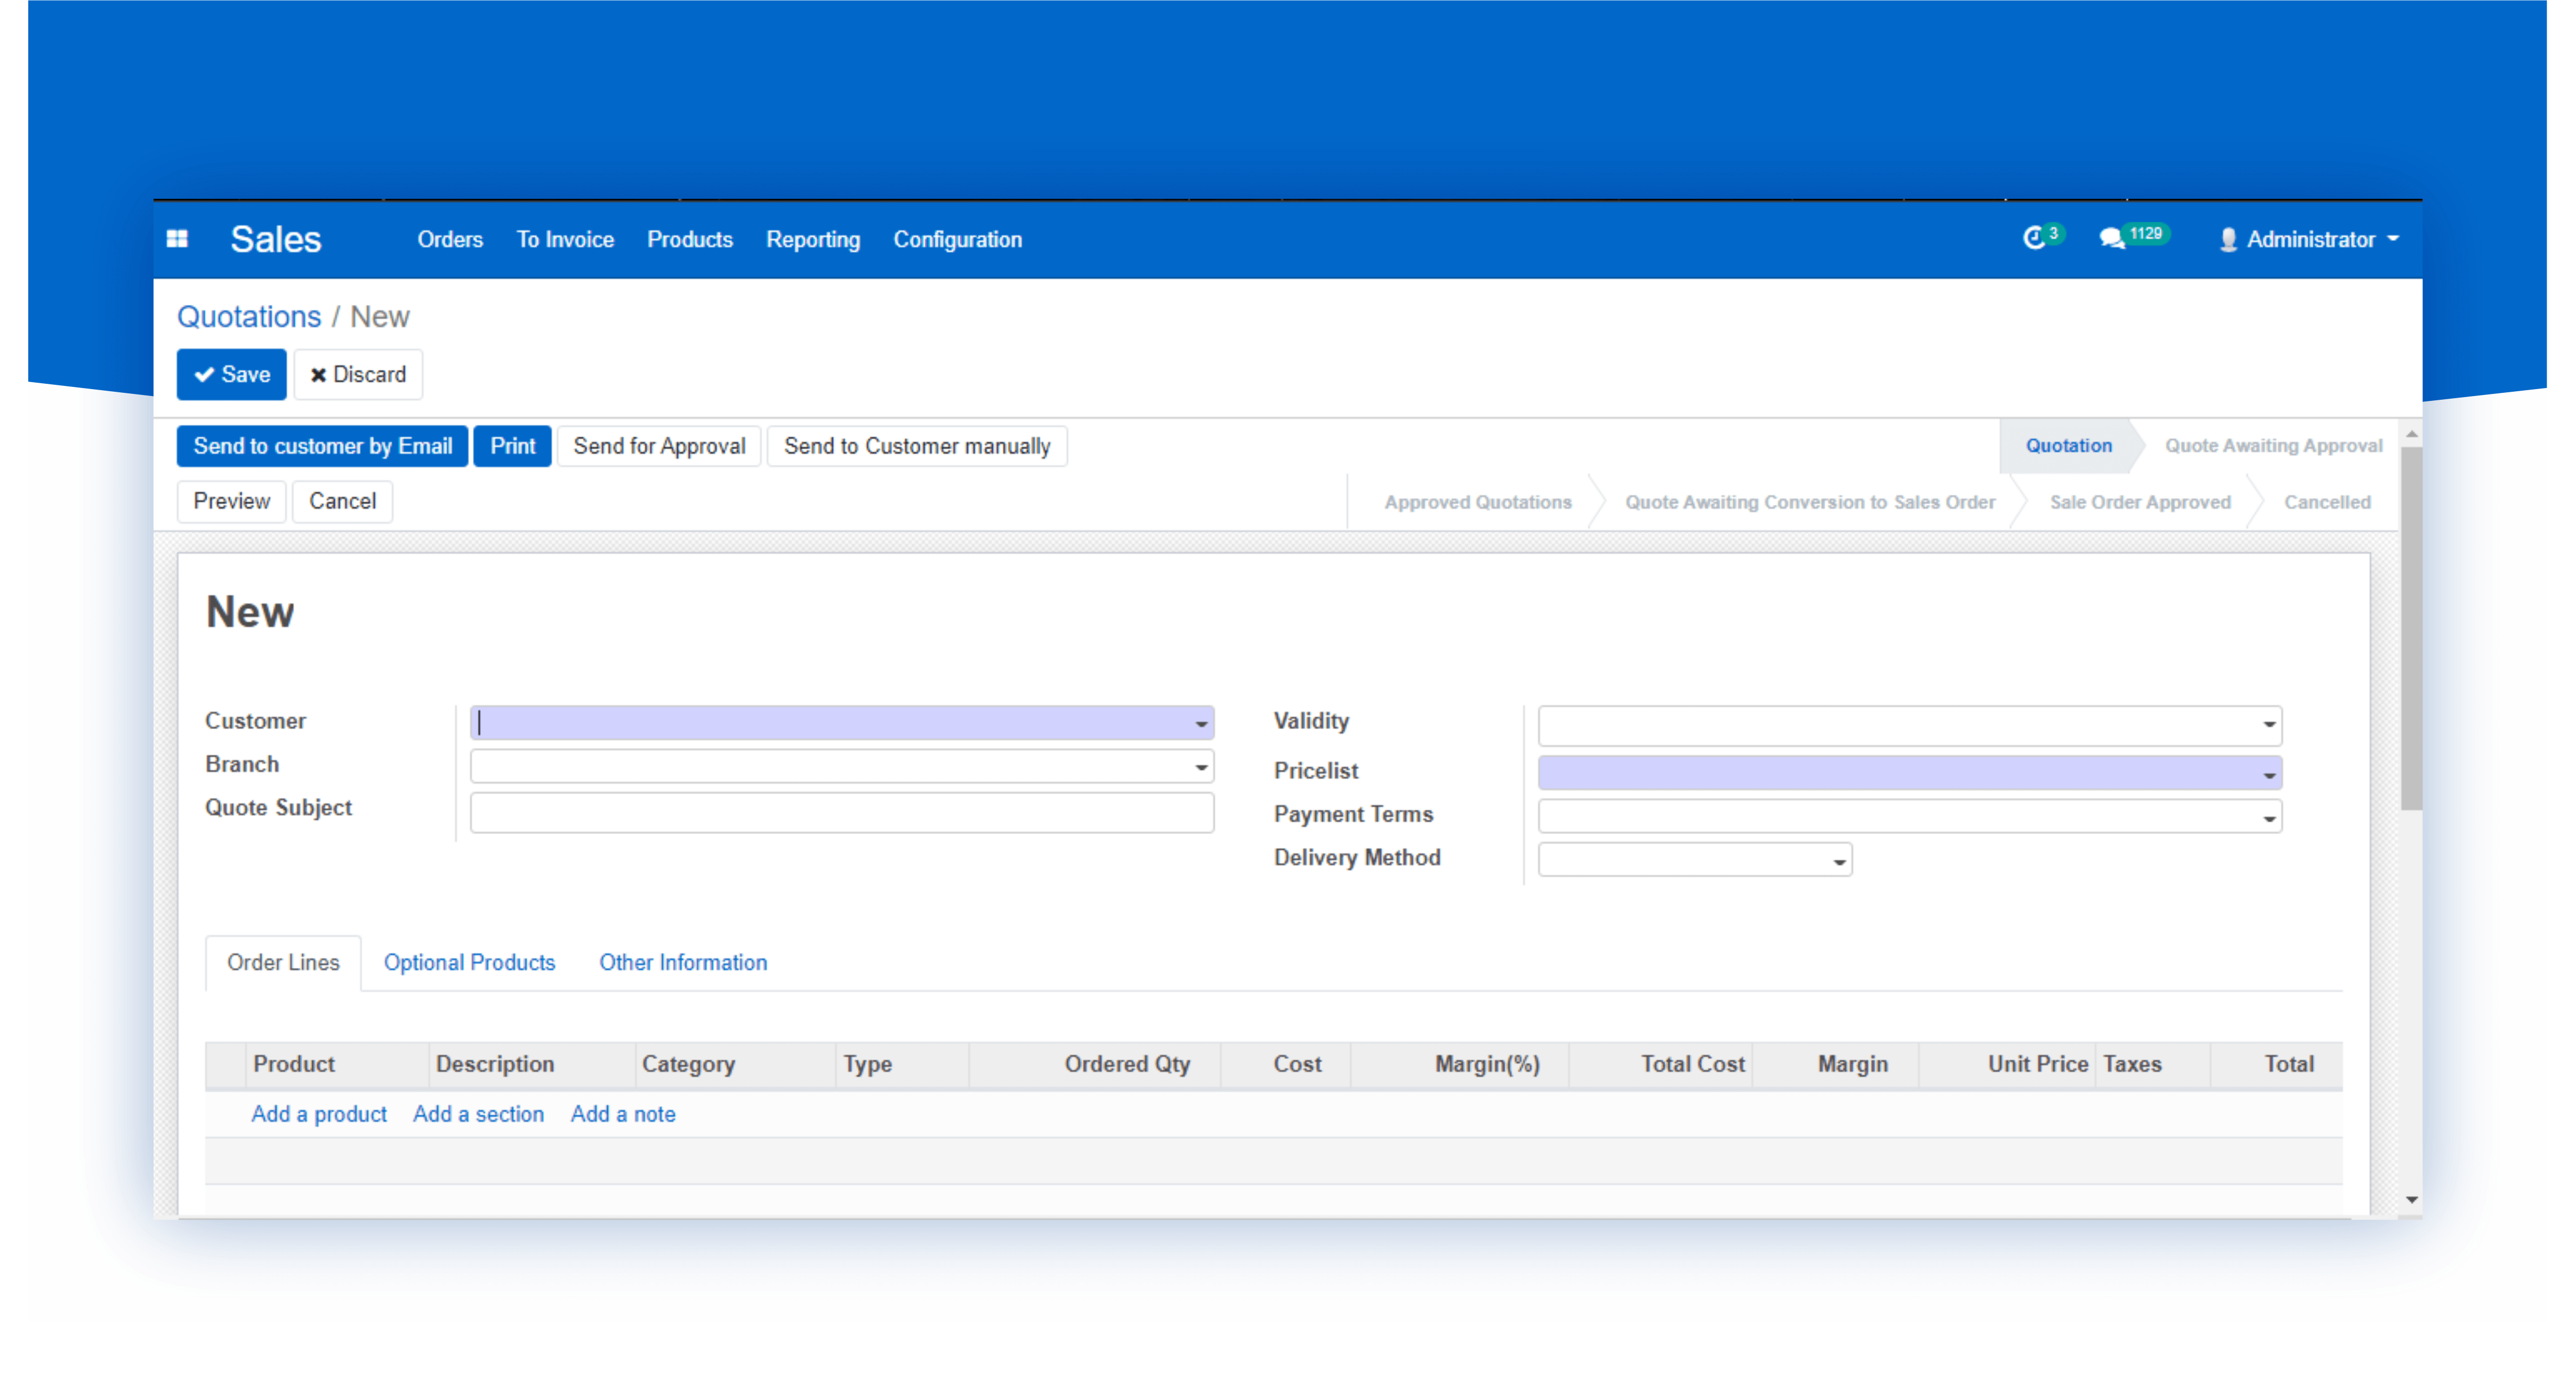 Sales Orders To Invoice Products Reporting Configuration 3 1129 Administrator
Quotations / New
Save Discard
Send to customer by Email Print Send for Approval Send to Customer manually Quotation Quote Awaiting Approval
Preview Cancel Approved Quotations Quote Awaiting Conversion to Sales Order Sale Order Approved Cancelled
New
Customer Validity
Branch Pricelist
Quote Subject Payment Terms
Delivery Method
Order Lines Optional Products Other Information
Product Description Category Type Ordered Qty Cost Margin(%) Total Cost Margin Unit Price Taxes Total
Add a product Add a section Add a note